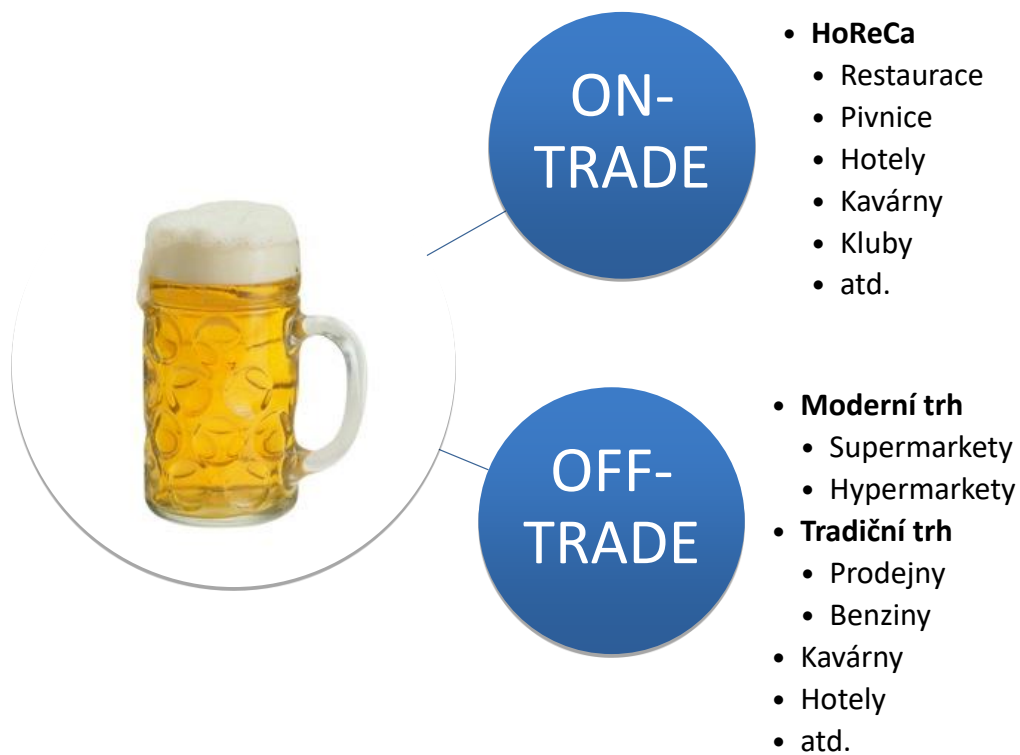 ON-
TRADE
• HoReCa
• Restaurace
• Pivnice
• Hotely
• Kavárny
• Kluby
• atd.
OFF-
TRADE
• Moderní trh
• Supermarkety
• Hypermarkety
• Tradiční trh
• Prodejny
• Benziny
• Kavárny
• Hotely
• atd.